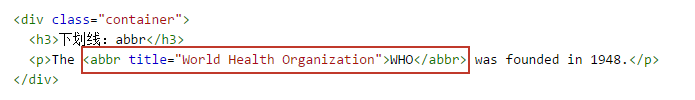 <div class="container">
<h3>下划线：abbr</h3>
<p>The <abbr title="World Health Organization">WHO</abbr> was founded in 1948.</p>
</div>